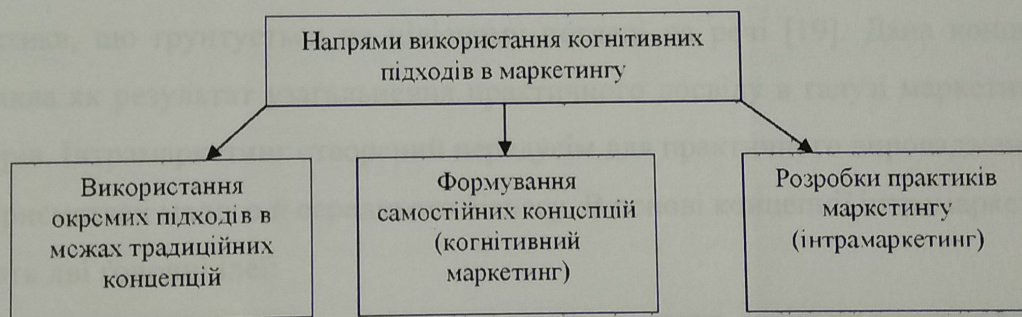 Напрями використання когнітивних
підходів в маркетингу
Використання
окремих підходів в
межах традиційних
концепцій
Формування
самостійних концепцій
(когнітивний
маркетинг)
Розробки практиків
маркетингу
(інтрамаркетинг)